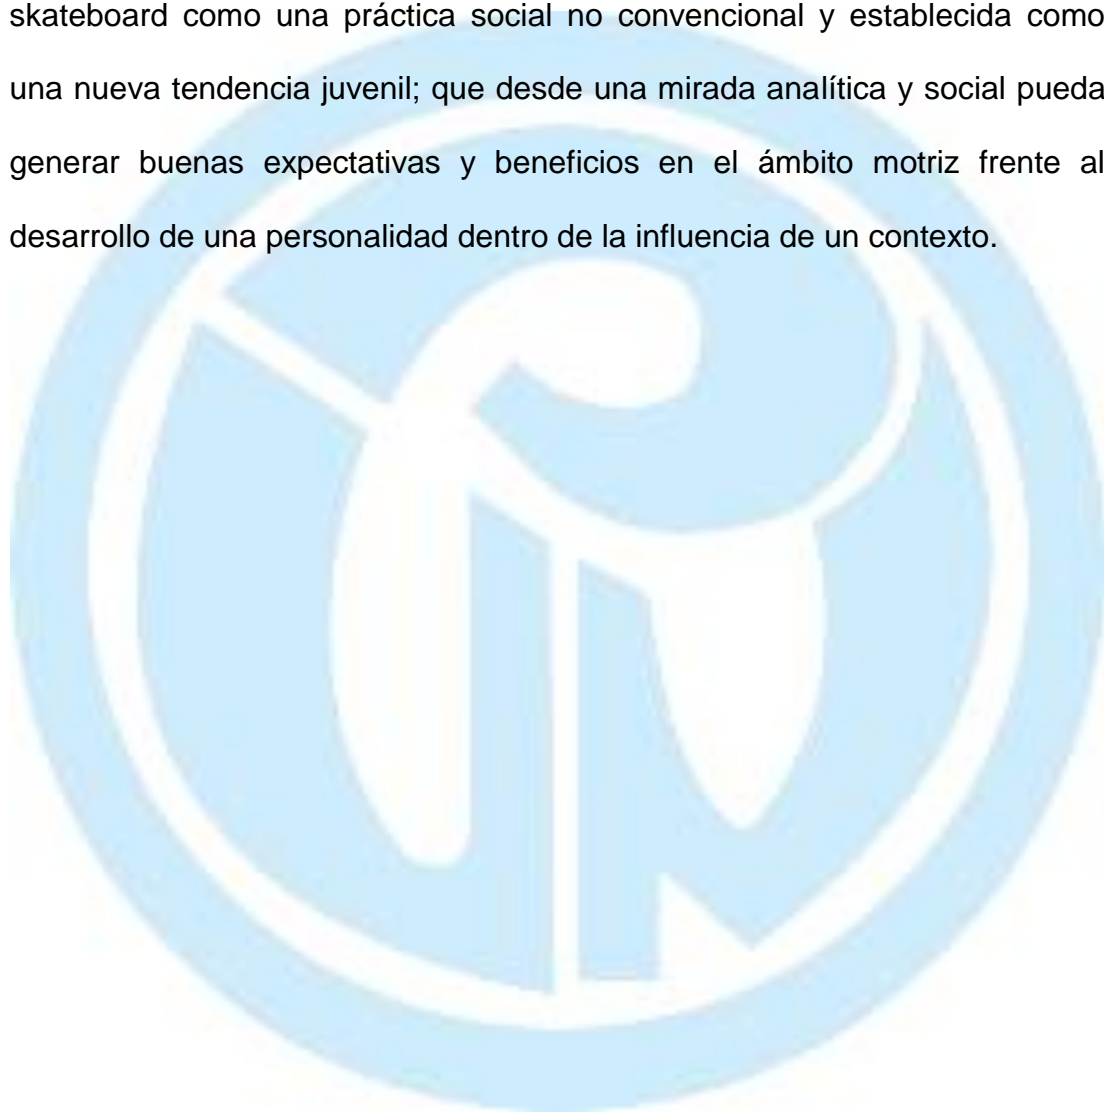 skateboard como una práctica social no convencional y establecida como
una nueva tendencia juvenil; que desde una mirada analítica y social pueda
generar buenas expectativas y beneficios en el ámbito motriz frente al
desarrollo de una personalidad dentro de la influencia de un contexto.